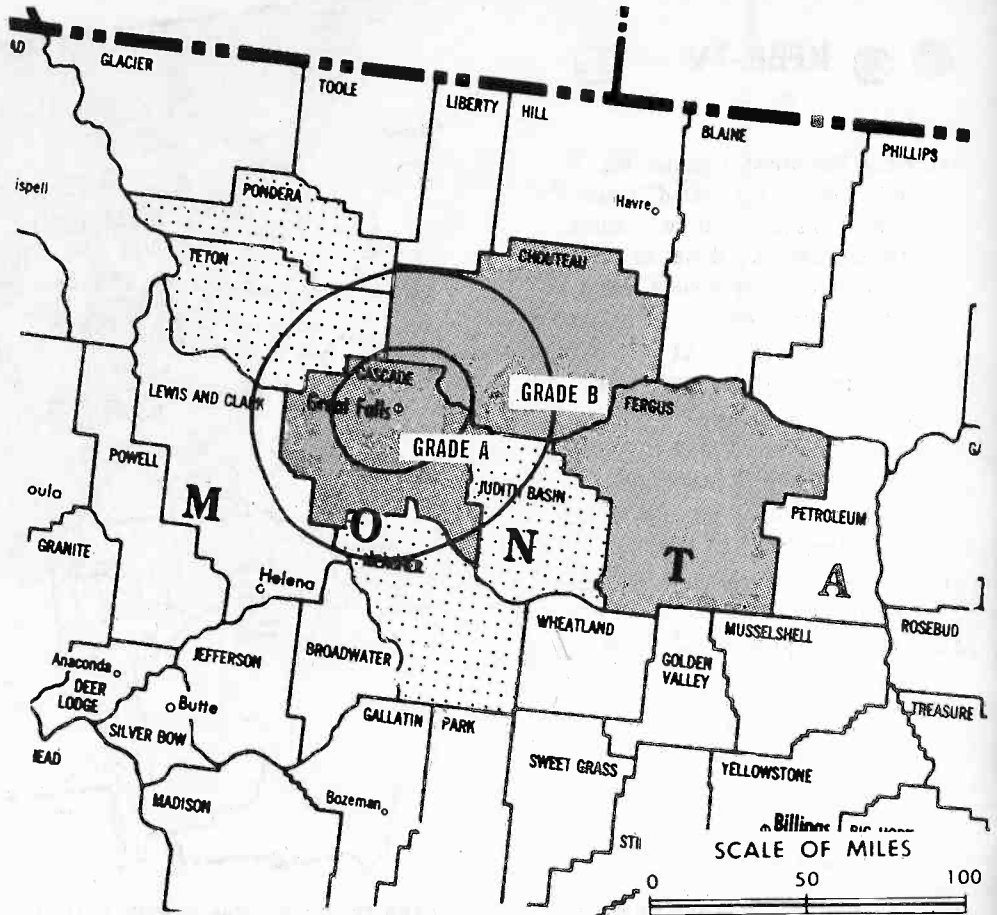 GLACIER
TOOLE
LIBERTY
HILL
BLAINE
PHILLIPS
ispell
PONDERA
Havre
TETON
CHOUTEAU
CASCADE
LEWIS AND CLARK
Great Falls
GRADE B
FERGUS
GRADE A
POWELL
JUDITH BASIN
oula
M
O
N
T
A
PETROLEUM
GRANITE
MEAGHER
Helena
WHEATLAND
MUSSELSHELL
ROSEBUD
JEFFERSON
BROADWATER
GOLDEN
VALLEY
Anaconda
DEER
LODGE
Butte
GALLATIN
PARK
TREASURE
SILVER BOW
EAD
SWEET GRASS
YELLOWSTONE
MADISON
Bozeman
Billings
STI
SCALE OF MILES
0 50 100